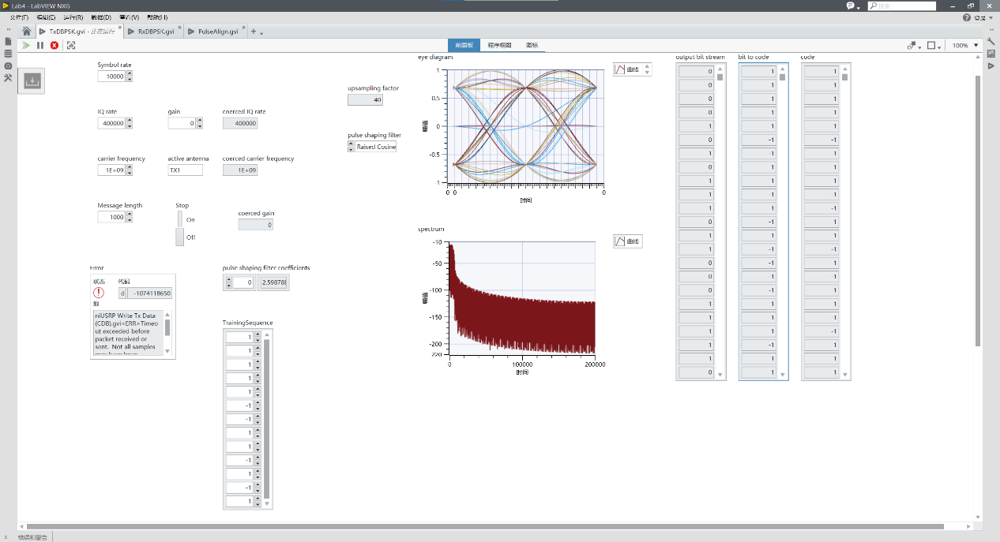 Lab4 - LabVIEW NXG
搜索
文件(F) 编辑(E) 运行(R) 数据(D) 查看(V) 帮助(H)
登录
TxDBPSK.gvi - 正在运行
RxDBPSK.gvi
PulseAlign.gvi
前面板 程序框图 图标
100%
Symbol rate
10000
IQ rate
400000
gain
0
coerced IQ rate
400000
carrier frequency
1E+09
active antenna
TX1
coerced carrier frequency
1E+09
Message length
1000
Stop
On
Off
coerced gain
0
upsampling factor
40
pulse shaping filter
Raised Cosine
Error
状态 代码
d -1074118650
源
niUSRP Write Tx Data
(CDB).gvi<ERR>Timeo
ut exceeded before
packet received or
sent. Not all samples
may have been
pulse shaping filter coefficients
0
2.59878
TrainingSequence
1
1
1
1
1
-1
-1
1
1
-1
1
-1
1
eye diagram
曲线
1
0.5
0
-0.5
-1
幅值
0 0 0
时间
spectrum
曲线
-10
-50
-100
-150
-200
-220
幅值
0 100000 200000
时间
output bit stream
0
0
0
0
1
0
1
0
1
1
1
0
1
1
0
0
0
1
1
1
1
1
0
bit to code
1
1
1
1
1
-1
-1
1
1
-1
1
-1
1
-1
-1
-1
1
1
-1
1
-1
1
1
code
1
1
1
1
1
1
1
1
1
1
-1
1
1
1
1
1
1
1
1
1
1
1
1
错误和警告